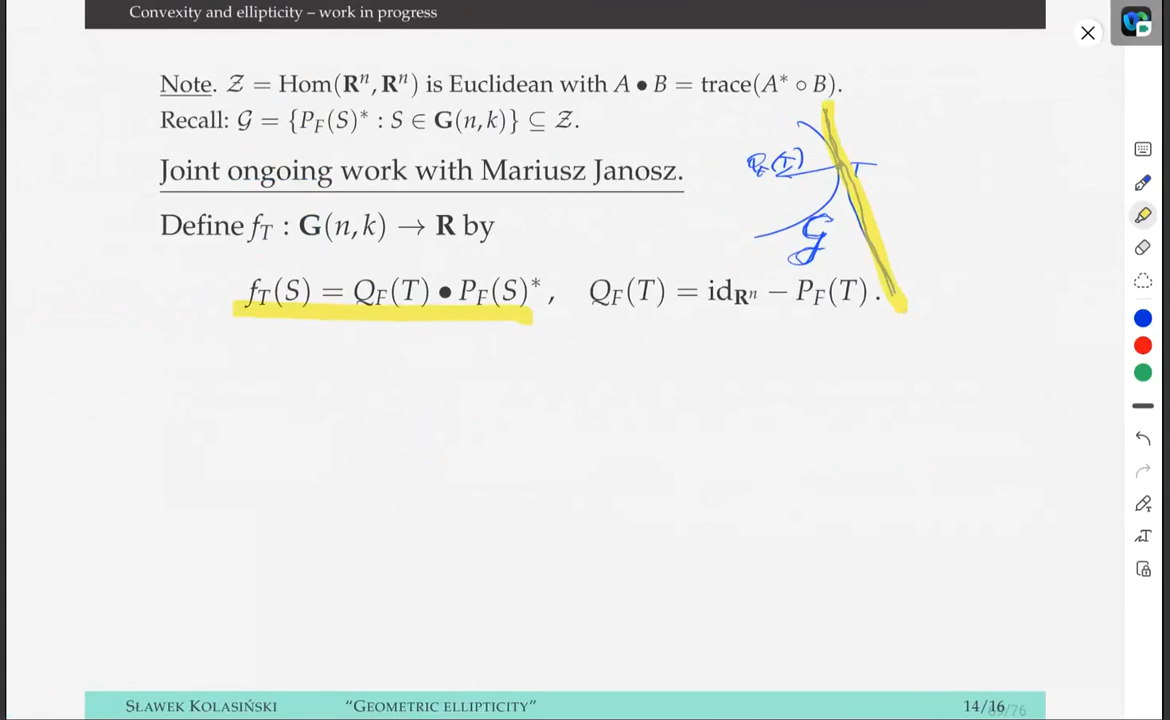 Convexity and ellipticity – work in progress
Note. 𝒵 = Hom(𝐑ⁿ, 𝐑ⁿ) is Euclidean with A • B = trace(A* ∘ B).
Recall: 𝒢 = {P_F(S)* : S ∈ 𝐆(n, k)} ⊆ 𝒵.
Joint ongoing work with Mariusz Janosz.
Define f_T : 𝐆(n, k) → 𝐑 by
f_T(S) = Q_F(T) • P_F(S)* , Q_F(T) = id_𝐑ⁿ − P_F(T) .
T
𝒢
SŁAWEK KOLASIŃSKI "GEOMETRIC ELLIPTICITY" 14/16